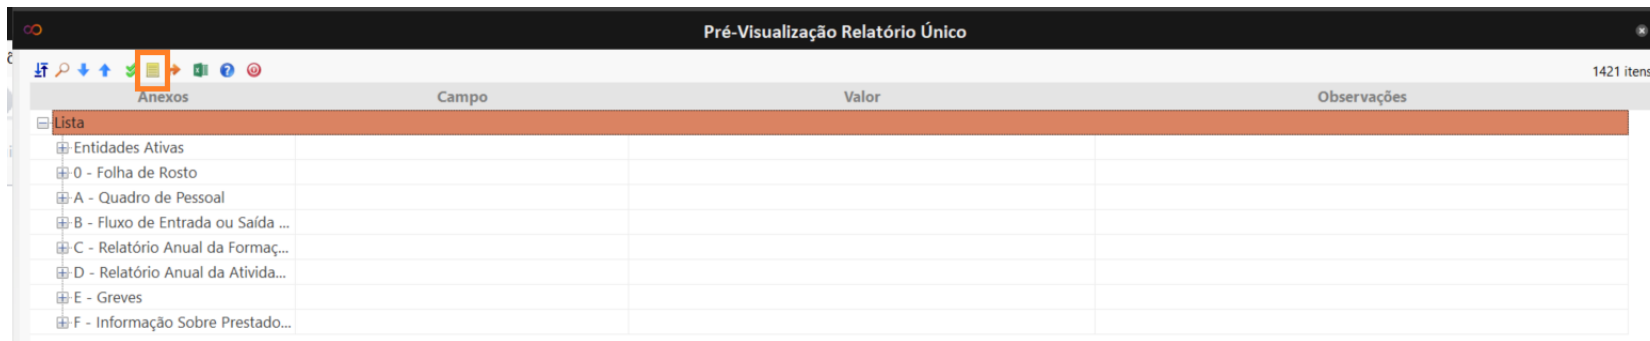 Pré-Visualização Relatório Único
1421 itens
Anexos Campo Valor Observações
Lista
Entidades Ativas
0 - Folha de Rosto
A - Quadro de Pessoal
B - Fluxo de Entrada ou Saída ...
C - Relatório Anual da Formaç...
D - Relatório Anual da Ativida...
E - Greves
F - Informação Sobre Prestado...